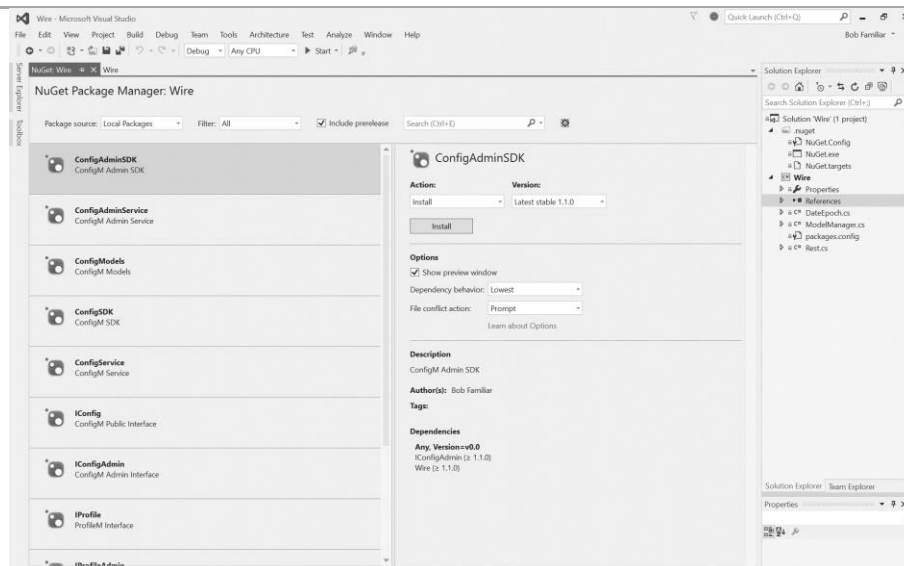 Wire - Microsoft Visual Studio
Quick Launch (Ctrl+Q)
File Edit View Project Build Debug Team Tools Architecture Test Analyze Window Help
Bob Familiar
Debug Any CPU Start
Server Explorer
Toolbox
NuGet: Wire Wire
NuGet Package Manager: Wire
Package source: Local Packages Filter: All Include prerelease Search (Ctrl+E)
ConfigAdminSDK
ConfigM Admin SDK
ConfigAdminService
ConfigM Admin Service
ConfigModels
ConfigM Models
ConfigSDK
ConfigM SDK
ConfigService
ConfigM Service
IConfig
ConfigM Public Interface
IConfigAdmin
ConfigM Admin Interface
IProfile
ProfileM Interface
IProfileAdmin
ConfigAdminSDK
Action: Version:
Install Latest stable 1.1.0
Install
Options
Show preview window
Dependency behavior: Lowest
File conflict action: Prompt
Learn about Options
Description
ConfigM Admin SDK
Author(s): Bob Familiar
Tags:
Dependencies
Any, Version=v0.0
IConfigAdmin (≥ 1.1.0)
Wire (≥ 1.1.0)
Solution Explorer
Search Solution Explorer (Ctrl+;)
Solution 'Wire' (1 project)
.nuget
NuGet.Config
NuGet.exe
NuGet.targets
Wire
Properties
References
C# DateEpoch.cs
C# ModelManager.cs
packages.config
C# Rest.cs
Solution Explorer Team Explorer
Properties